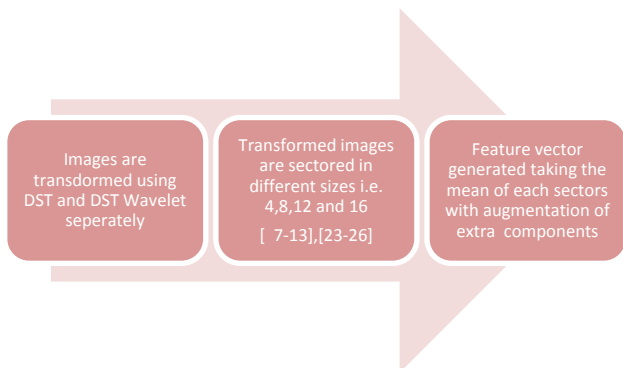 Images are
transdormed using
DST and DST Wavelet
seperately
Transformed images
are sectored in
different sizes i.e.
4,8,12 and 16
[ 7-13],[23-26]
Feature vector
generated taking the
mean of each sectors
with augmentation of
extra components